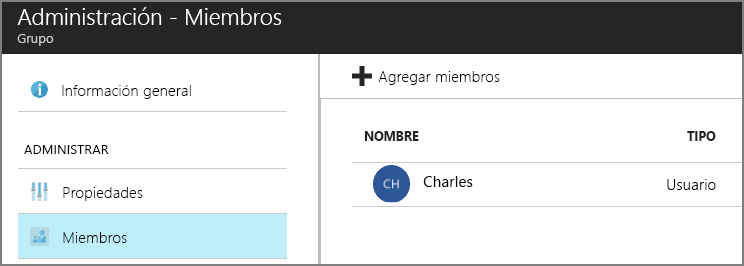 Administración - Miembros
Grupo
Información general
ADMINISTRAR
Propiedades
Miembros
Agregar miembros
NOMBRE TIPO
CH Charles Usuario